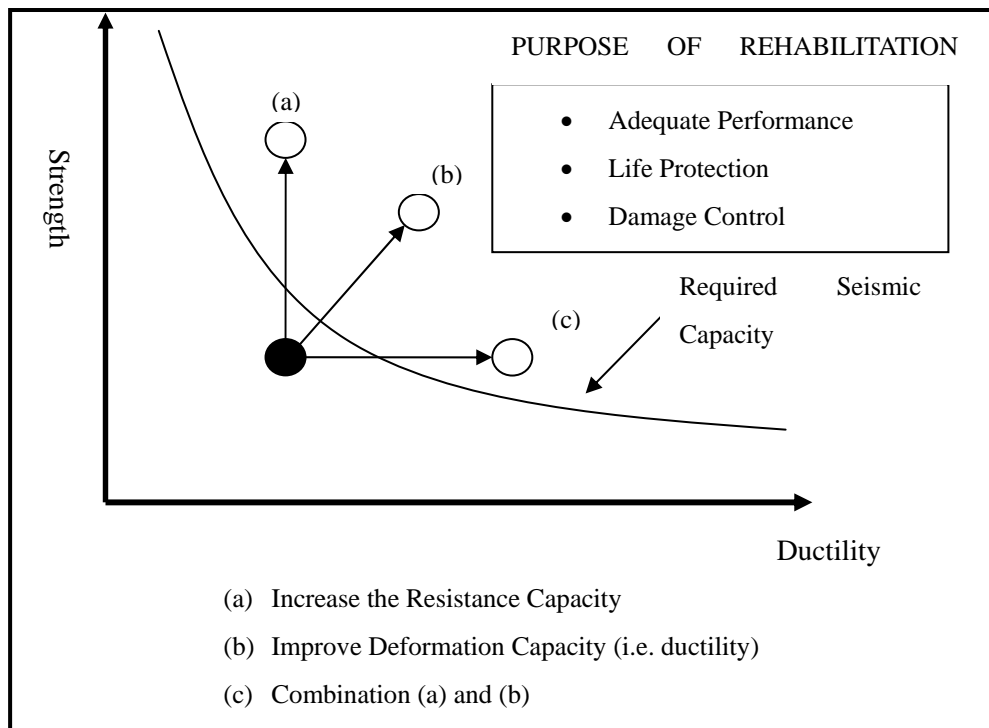 PURPOSE OF REHABILITATION
• Adequate Performance
• Life Protection
• Damage Control
(a)
(b)
(c)
Strength
Required Seismic
Capacity
Ductility
(a) Increase the Resistance Capacity
(b) Improve Deformation Capacity (i.e. ductility)
(c) Combination (a) and (b)